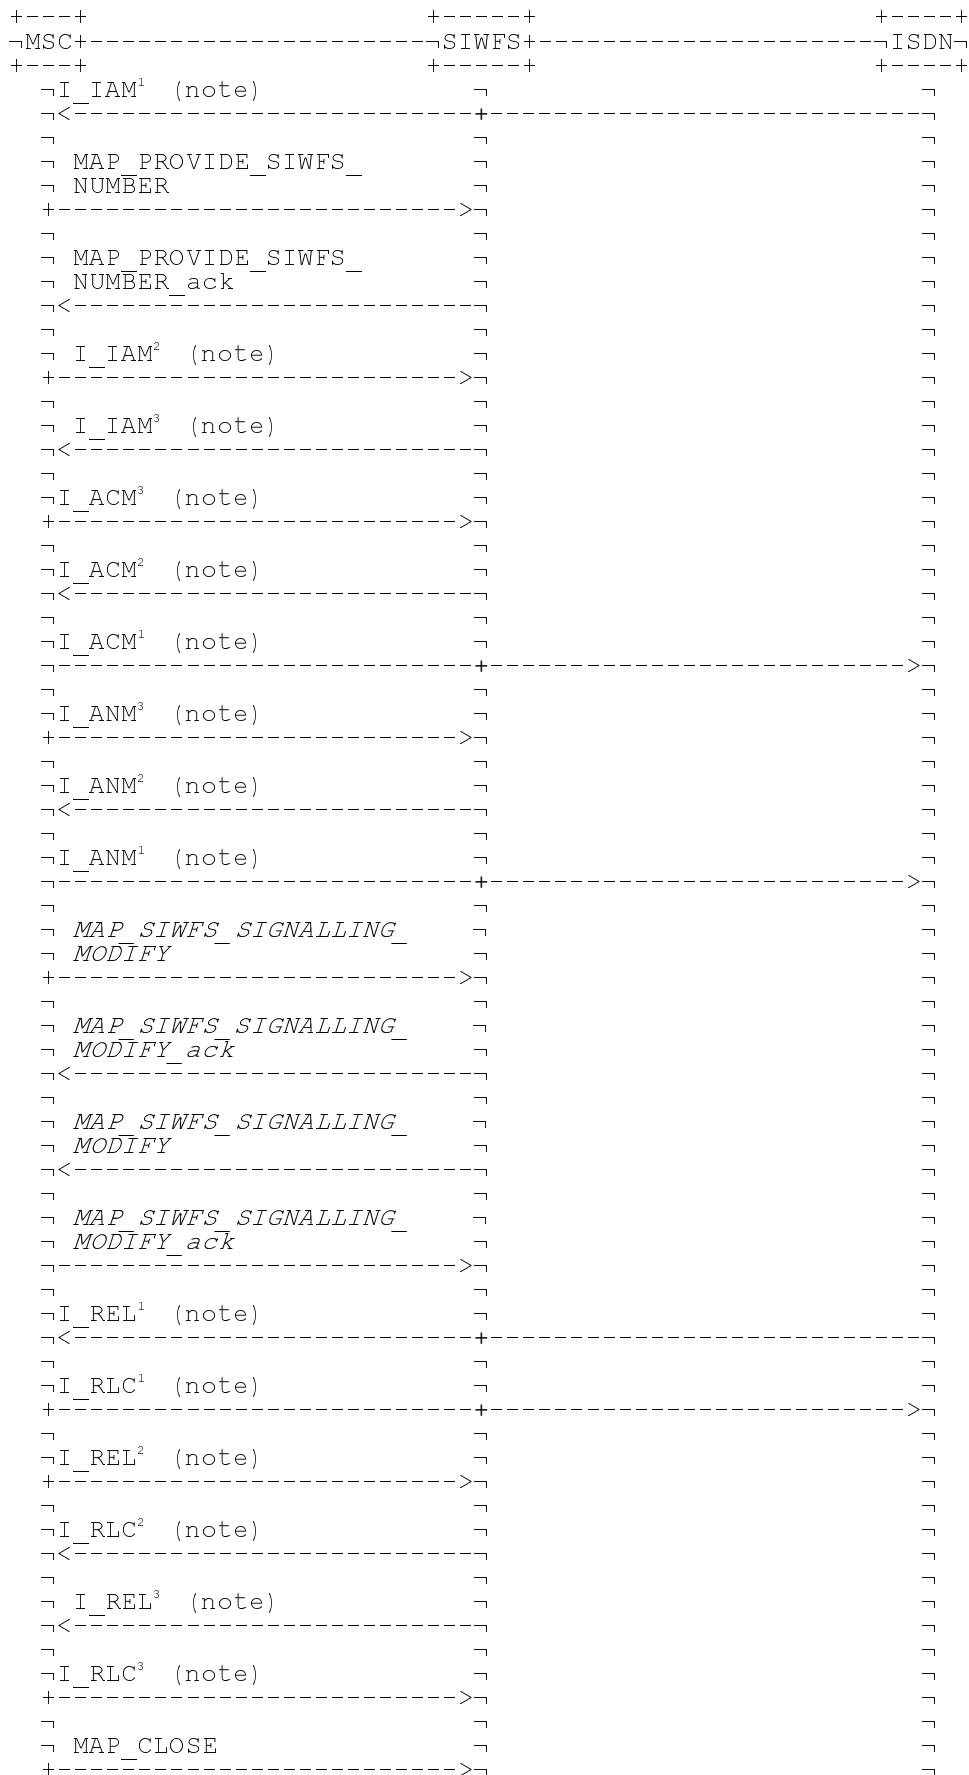 MSC SIWFS ISDN
I_IAM¹ (note)
MAP_PROVIDE_SIWFS_
NUMBER
MAP_PROVIDE_SIWFS_
NUMBER_ack
I_IAM² (note)
I_IAM³ (note)
I_ACM³ (note)
I_ACM² (note)
I_ACM¹ (note)
I_ANM³ (note)
I_ANM² (note)
I_ANM¹ (note)
MAP_SIWFS_SIGNALLING_
MODIFY
MAP_SIWFS_SIGNALLING_
MODIFY_ack
MAP_SIWFS_SIGNALLING_
MODIFY
MAP_SIWFS_SIGNALLING_
MODIFY_ack
I_REL¹ (note)
I_RLC¹ (note)
I_REL² (note)
I_RLC² (note)
I_REL³ (note)
I_RLC³ (note)
MAP_CLOSE